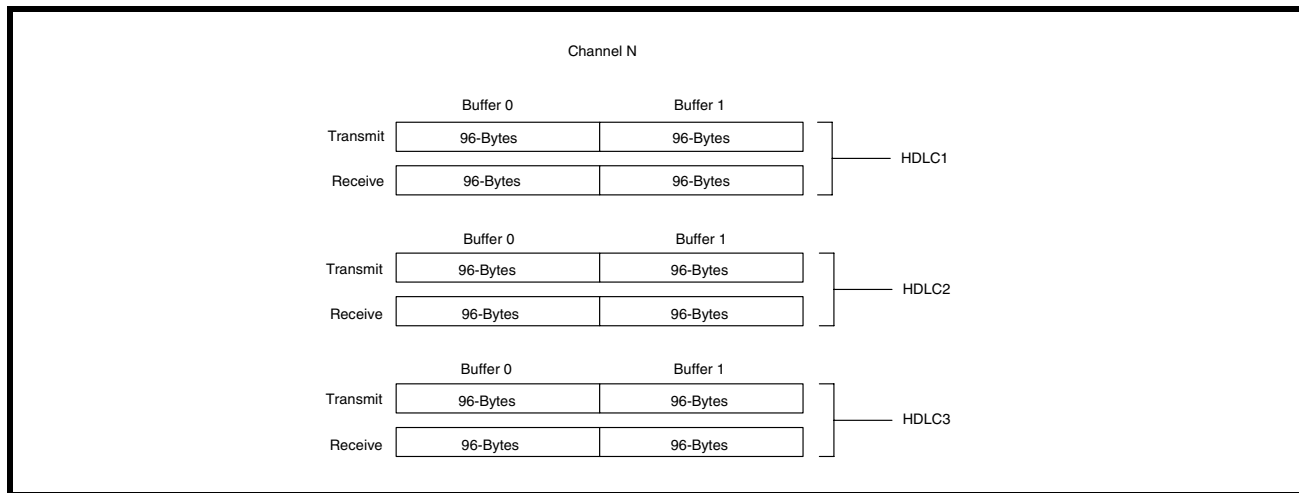 Channel N
Buffer 0 Buffer 1
Transmit 96-Bytes 96-Bytes
HDLC1
Receive 96-Bytes 96-Bytes
Buffer 0 Buffer 1
Transmit 96-Bytes 96-Bytes
HDLC2
Receive 96-Bytes 96-Bytes
Buffer 0 Buffer 1
Transmit 96-Bytes 96-Bytes
HDLC3
Receive 96-Bytes 96-Bytes